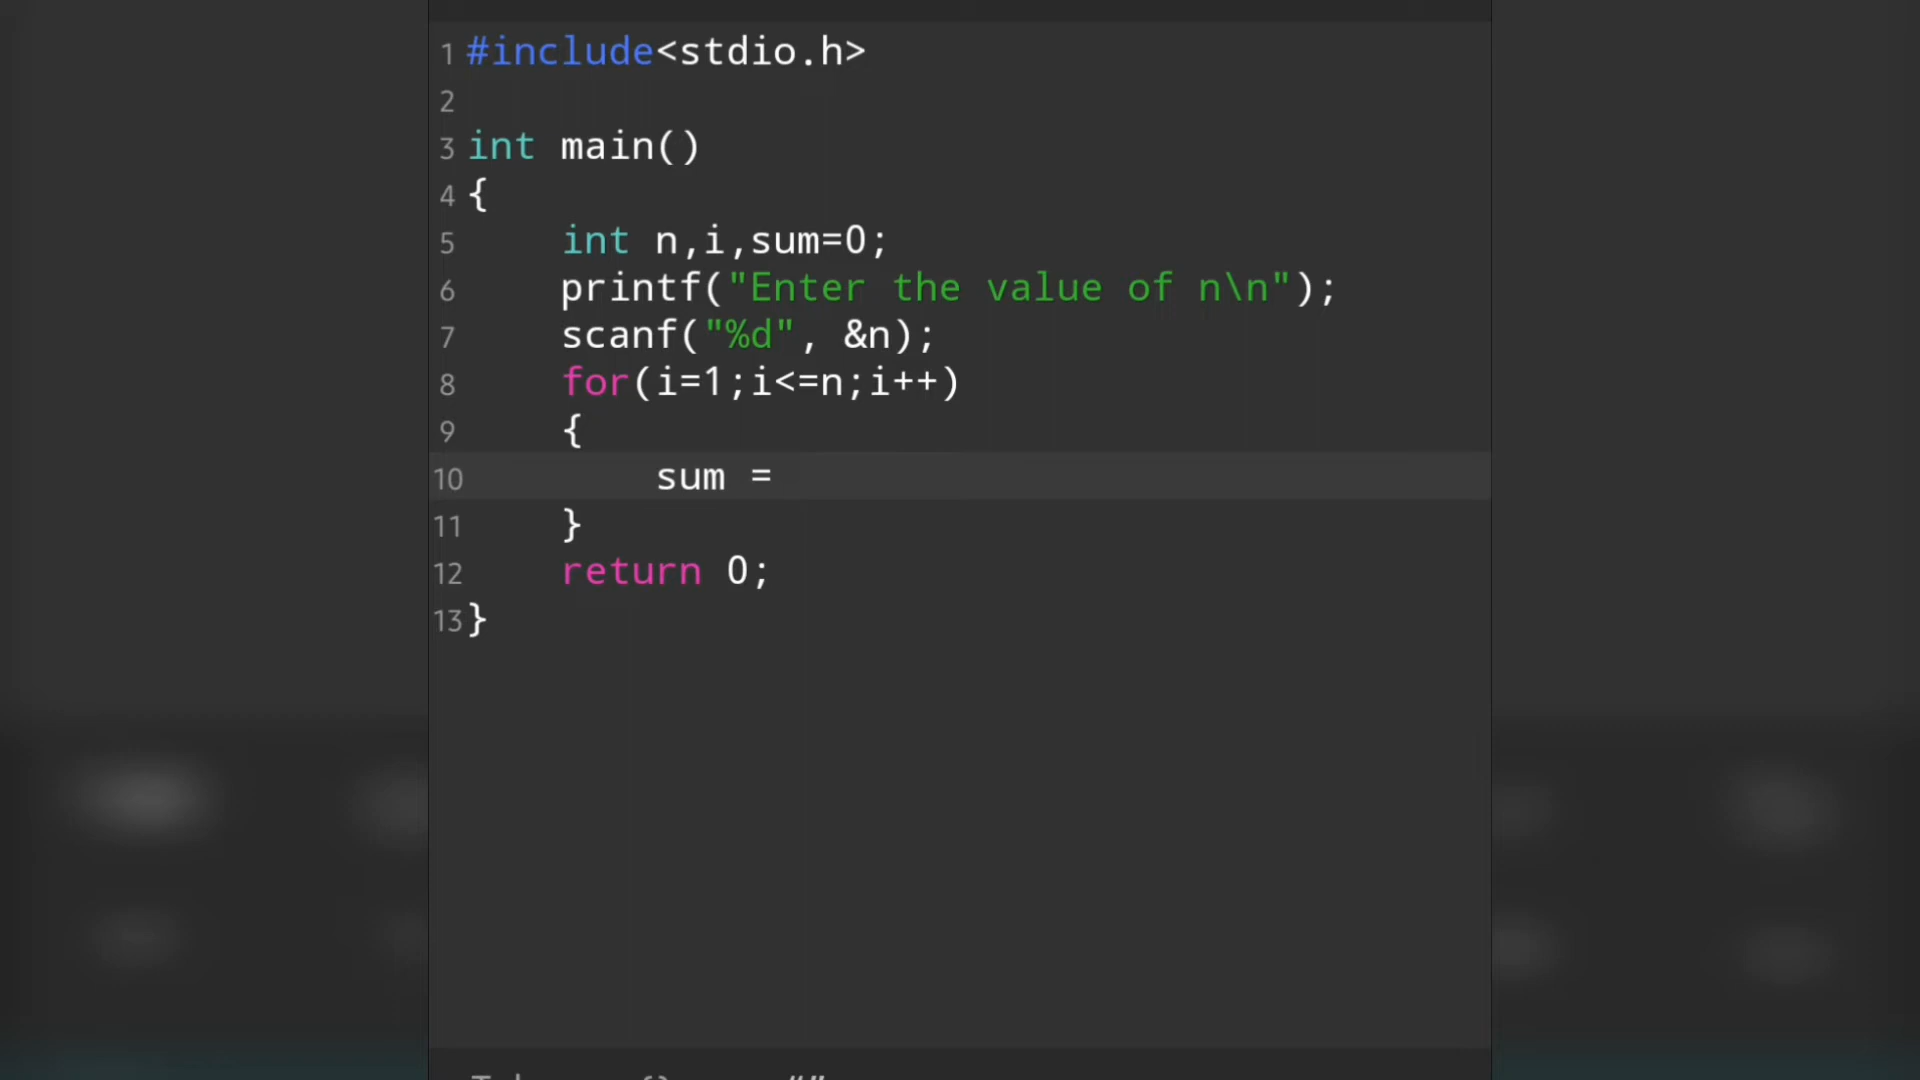 1 #include<stdio.h>
2
3 int main()
4 {
5 int n,i,sum=0;
6 printf("Enter the value of n\n");
7 scanf("%d", &n);
8 for(i=1;i<=n;i++)
9 {
10 sum =
11 }
12 return 0;
13 }